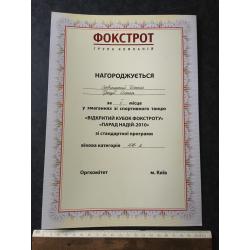 ФОКСТРОТ
ГРУПА КОМПАНІЙ
НАГОРОДЖУЄТЬСЯ
за місце
у змаганнях зі спортивного танцю
«ВІДКРИТИЙ КУБОК ФОКСТРОТУ»
«ПАРАД НАДІЙ-2010»
зі стандартної програми
вікова категорія
Оргкомітет м. Київ